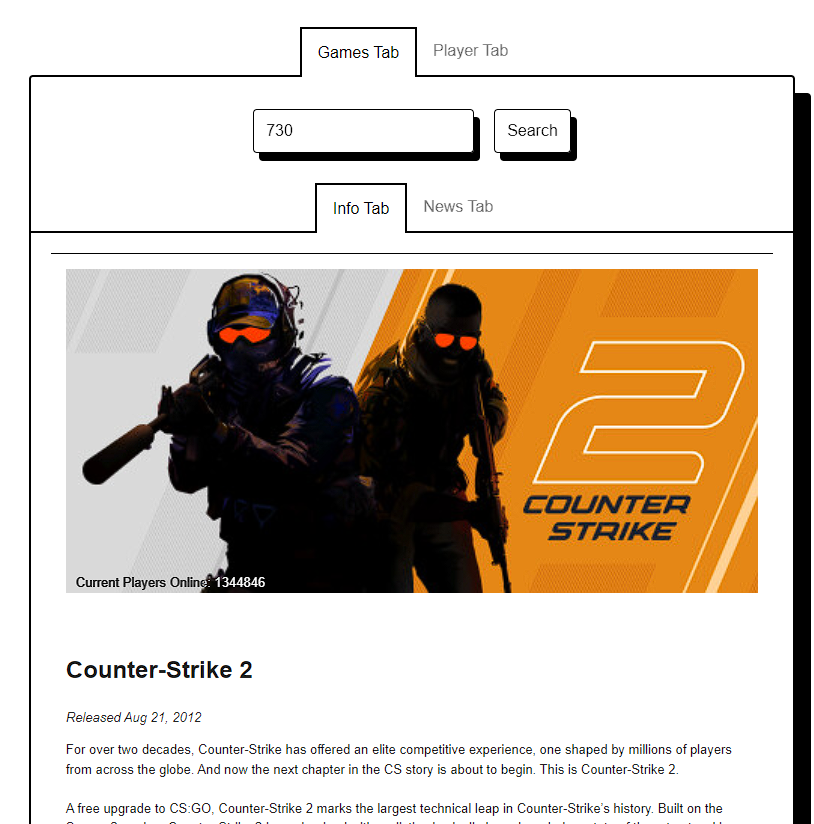 Games Tab
Player Tab
730
Search
Info Tab
News Tab
2
COUNTER
STRIKE
Current Players Online: 1344846
Counter-Strike 2
Released Aug 21, 2012
For over two decades, Counter-Strike has offered an elite competitive experience, one shaped by millions of players
from across the globe. And now the next chapter in the CS story is about to begin. This is Counter-Strike 2.
A free upgrade to CS:GO, Counter-Strike 2 marks the largest technical leap in Counter-Strike's history. Built on the